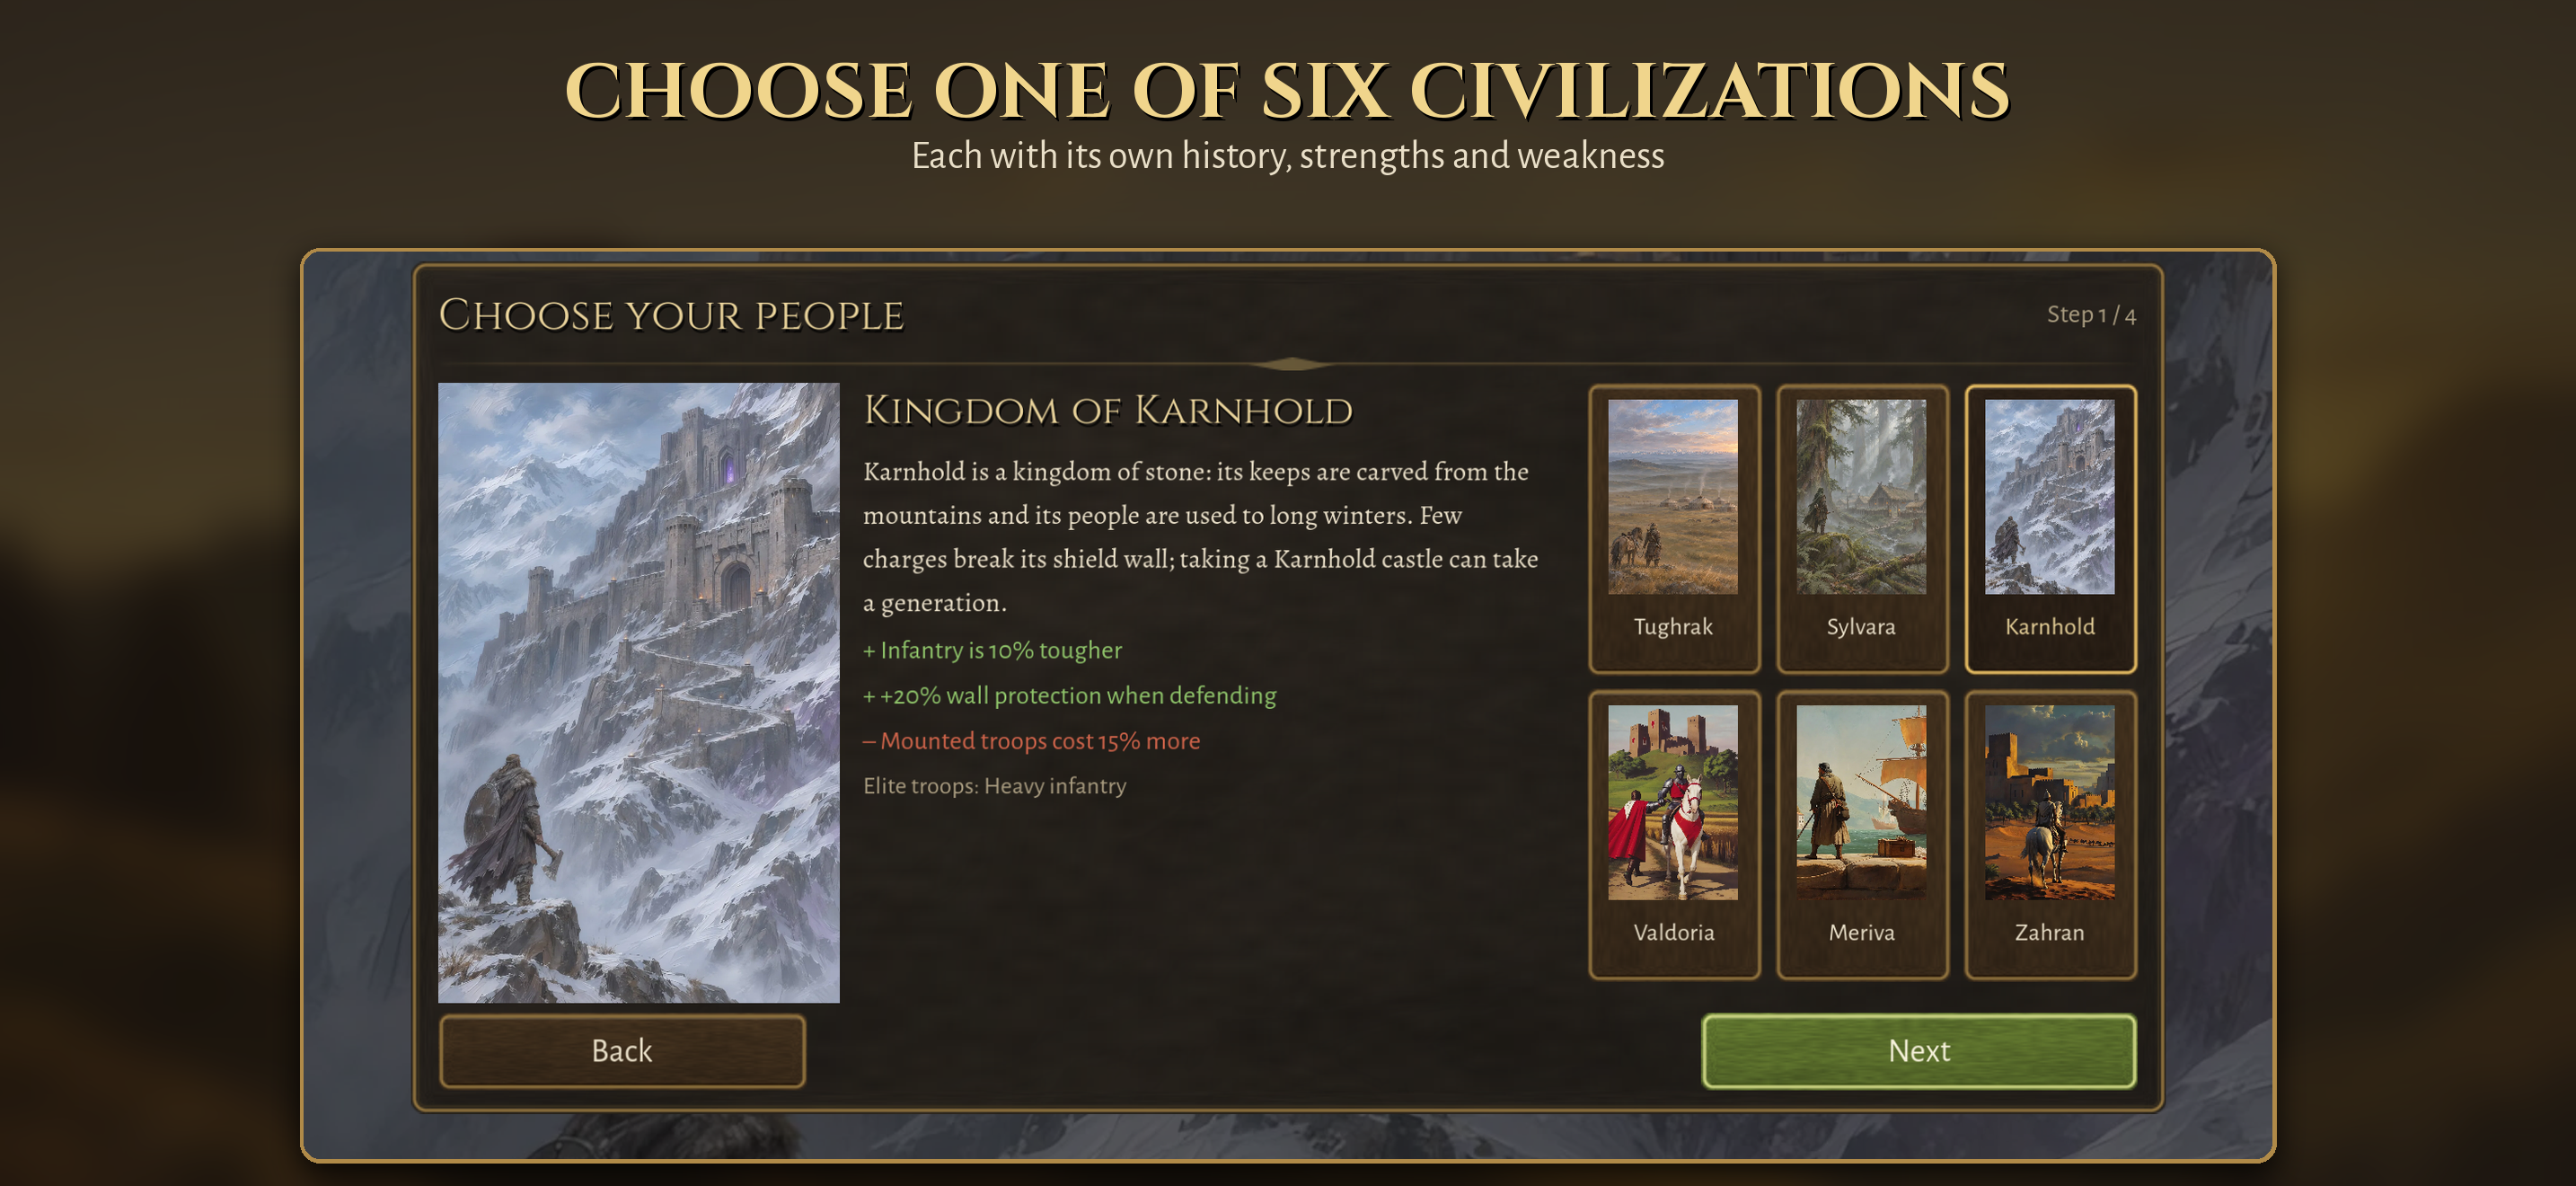 CHOOSE ONE OF SIX CIVILIZATIONS
Each with its own history, strengths and weakness
CHOOSE YOUR PEOPLE
Step 1 / 4
KINGDOM OF KARNHOLD
Karnhold is a kingdom of stone: its keeps are carved from the
mountains and its people are used to long winters. Few
charges break its shield wall; taking a Karnhold castle can take
a generation.
+ Infantry is 10% tougher
+ +20% wall protection when defending
– Mounted troops cost 15% more
Elite troops: Heavy infantry
Tughrak
Sylvara
Karnhold
Valdoria
Meriva
Zahran
Back
Next